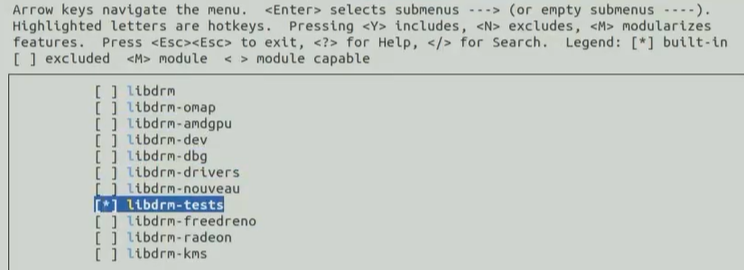 Arrow keys navigate the menu.  <Enter> selects submenus ---> (or empty submenus ----).
Highlighted letters are hotkeys.  Pressing <Y> includes, <N> excludes, <M> modularizes
features.  Press <Esc><Esc> to exit, <?> for Help, </> for Search.  Legend: [*] built-in
[ ] excluded  <M> module  < > module capable
[ ] libdrm
[ ] libdrm-omap
[ ] libdrm-amdgpu
[ ] libdrm-dev
[ ] libdrm-dbg
[ ] libdrm-drivers
[ ] libdrm-nouveau
[*] libdrm-tests
[ ] libdrm-freedreno
[ ] libdrm-radeon
[ ] libdrm-kms